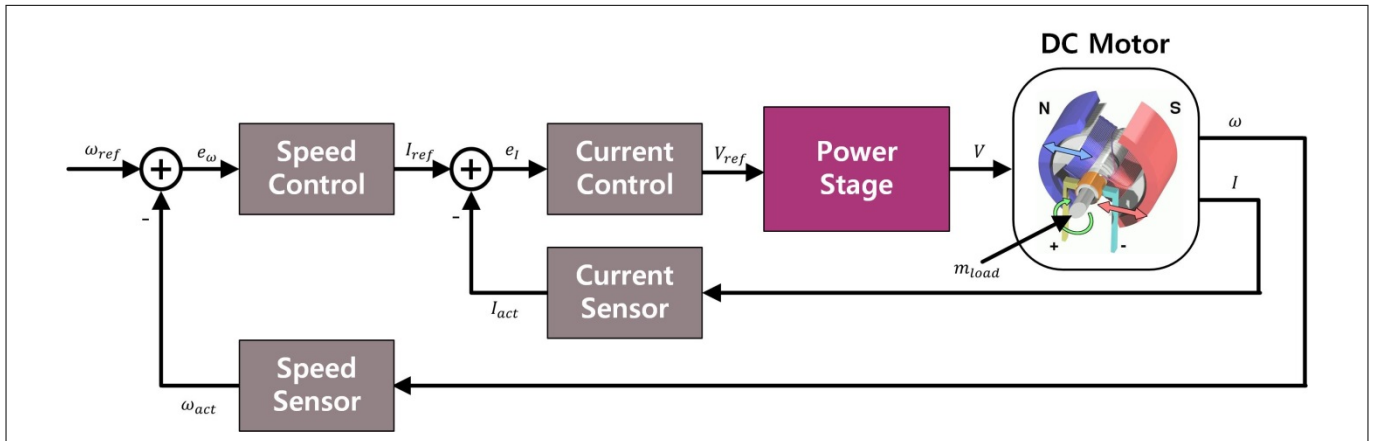 DC Motor
N
S
+
-
ω_ref
+
-
e_ω
Speed
Control
I_ref
+
-
e_I
Current
Control
V_ref
Power
Stage
V
ω
I
m_load
Current
Sensor
I_act
Speed
Sensor
ω_act